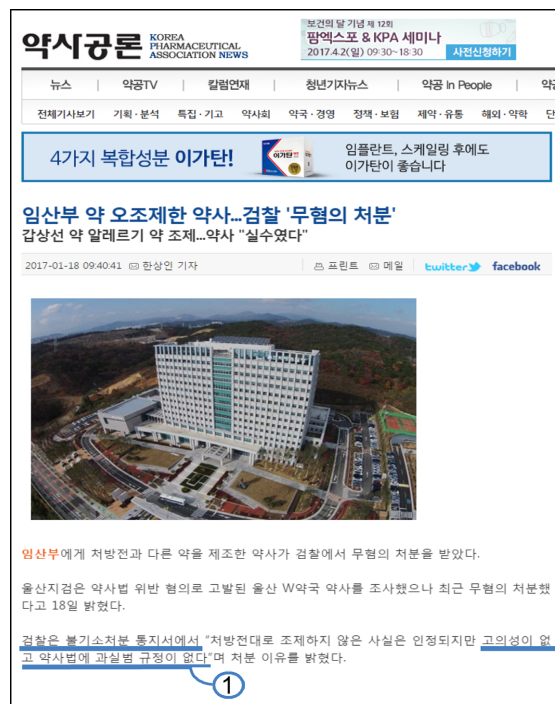 약사공론 KOREA PHARMACEUTICAL ASSOCIATION NEWS
보건의 달 기념 제 12회
팜엑스포 & KPA 세미나
2017.4.2(일) 09:30~18:30 사전신청하기
뉴스 | 약공TV | 칼럼연재 | 청년기자뉴스 | 약공 In People | 약공
전체기사보기 기획·분석 특집·기고 약사회 약국·경영 정책·보험 제약·유통 해외·약학 단
4가지 복합성분 이가탄! 이가탄
임플란트, 스케일링 후에도
이가탄이 좋습니다
임산부 약 오조제한 약사...검찰 '무혐의 처분'
갑상선 약 알레르기 약 조제...약사 "실수였다"
2017-01-18 09:40:41 한상인 기자 프린트 메일 twitter facebook
임산부에게 처방전과 다른 약을 제조한 약사가 검찰에서 무혐의 처분을 받았다.
울산지검은 약사법 위반 혐의로 고발된 울산 W약국 약사를 조사했으나 최근 무혐의 처분했
다고 18일 밝혔다.
검찰은 불기소처분 통지서에서 "처방전대로 조제하지 않은 사실은 인정되지만 고의성이 없
고 약사법에 과실범 규정이 없다"며 처분 이유를 밝혔다.
1